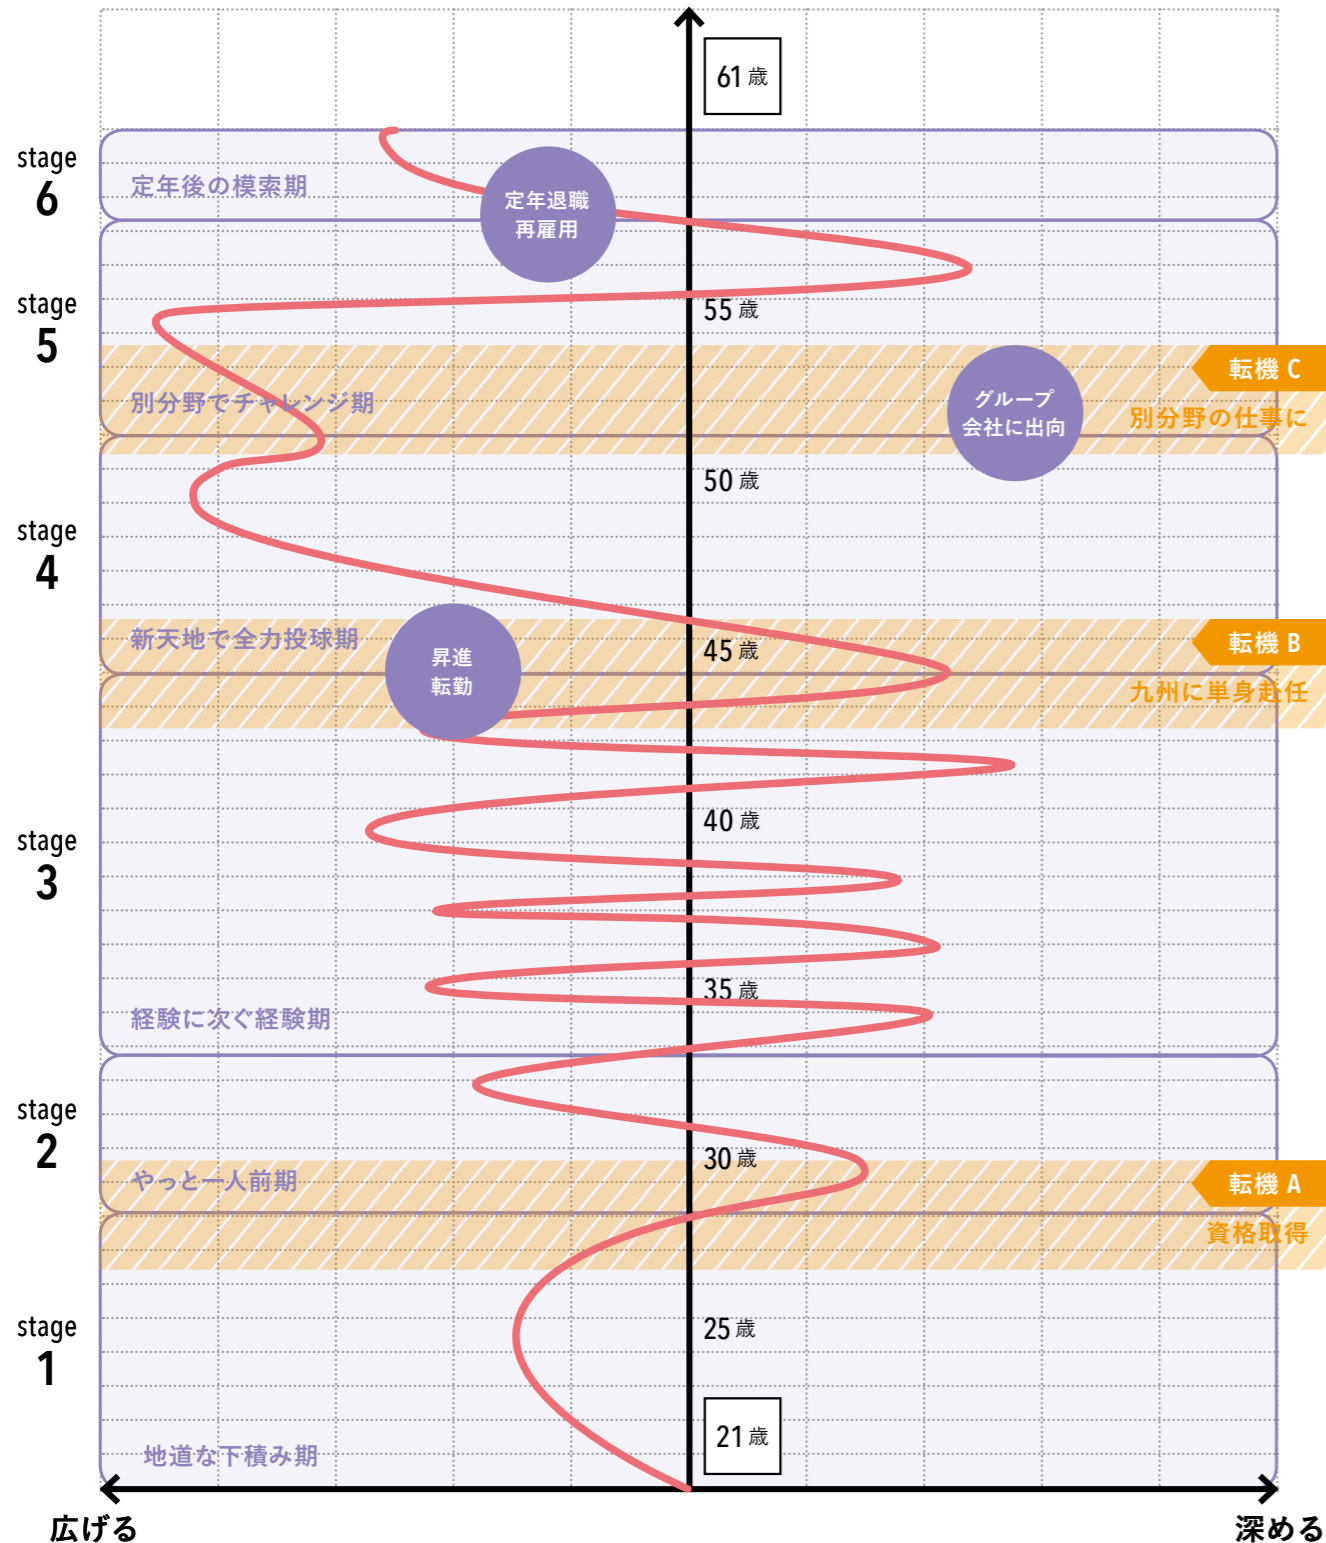 61 歳
stage
6
定年後の模索期
定年退職
再雇用
stage
5
55 歳
転機 C
別分野でチャレンジ期
グループ
会社に出向
別分野の仕事に
50 歳
stage
4
新天地で全力投球期
昇進
転勤
45 歳
転機 B
九州に単身赴任
40 歳
stage
3
35 歳
経験に次ぐ経験期
stage
2
30 歳
やっと一人前期
転機 A
資格取得
stage
1
25 歳
21 歳
地道な下積み期
広げる
深める